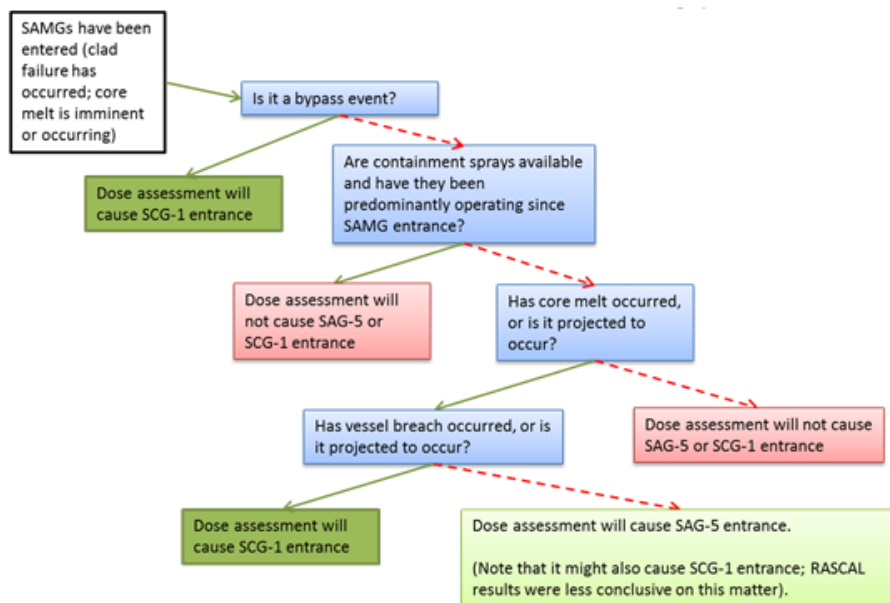 SAMGs have been
entered (clad
failure has
occurred; core
melt is imminent
or occurring)
Is it a bypass event?
Dose assessment will
cause SCG-1 entrance
Are containment sprays available
and have they been
predominantly operating since
SAMG entrance?
Dose assessment will
not cause SAG-5 or
SCG-1 entrance
Has core melt occurred,
or is it projected to
occur?
Has vessel breach occurred, or is
it projected to occur?
Dose assessment will not cause
SAG-5 or SCG-1 entrance
Dose assessment will
cause SCG-1 entrance
Dose assessment will cause SAG-5 entrance.
(Note that it might also cause SCG-1 entrance; RASCAL
results were less conclusive on this matter).